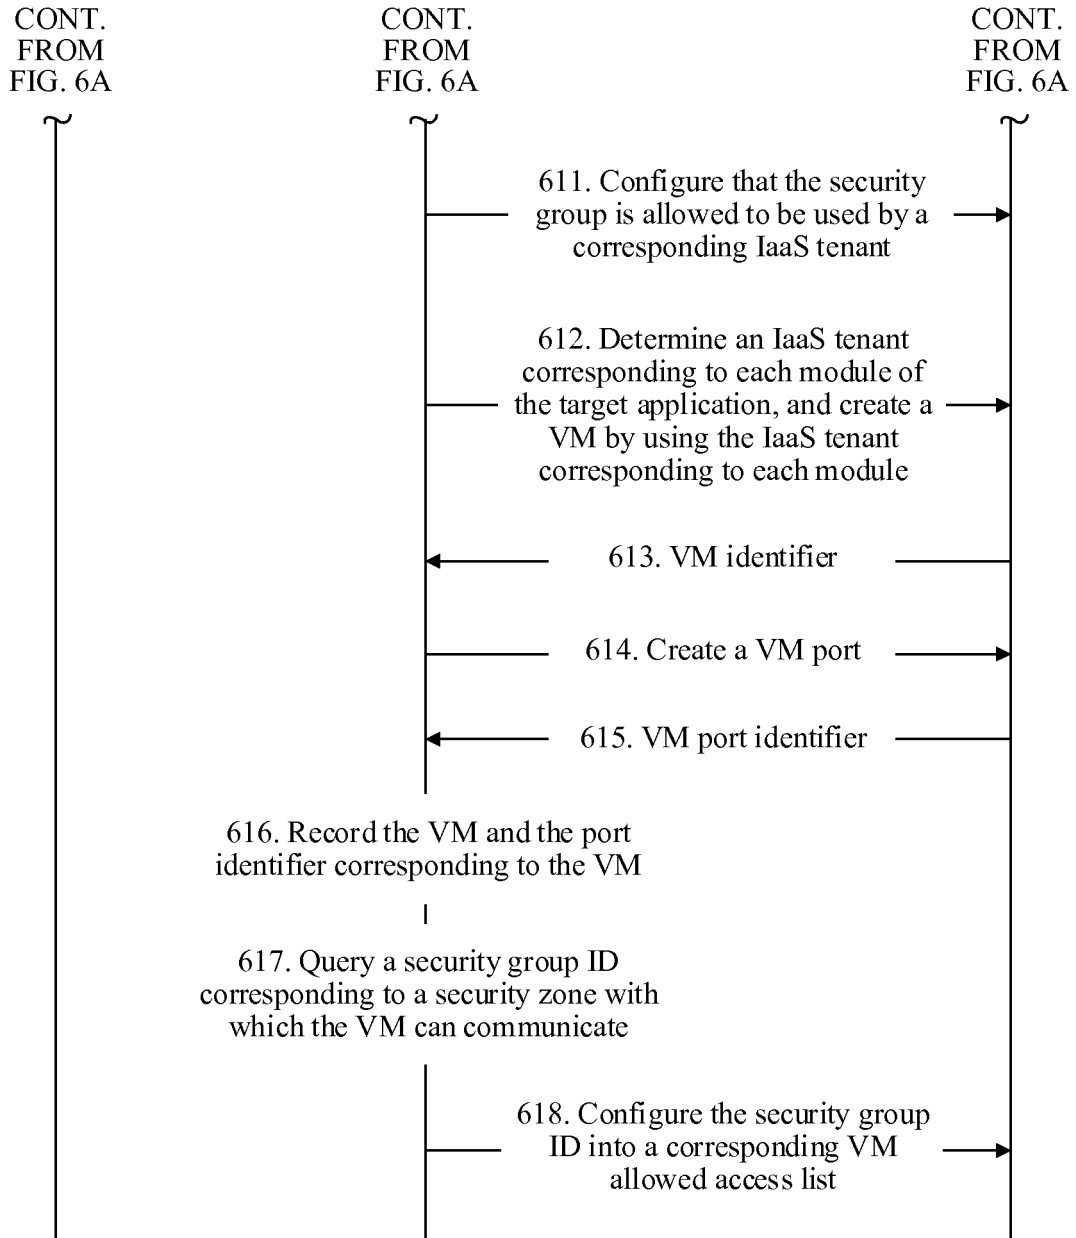 CONT.
FROM
FIG. 6A
CONT.
FROM
FIG. 6A
CONT.
FROM
FIG. 6A
611. Configure that the security
group is allowed to be used by a
corresponding IaaS tenant
612. Determine an IaaS tenant
corresponding to each module of
the target application, and create a
VM by using the IaaS tenant
corresponding to each module
613. VM identifier
614. Create a VM port
615. VM port identifier
616. Record the VM and the port
identifier corresponding to the VM
617. Query a security group ID
corresponding to a security zone with
which the VM can communicate
618. Configure the security group
ID into a corresponding VM
allowed access list